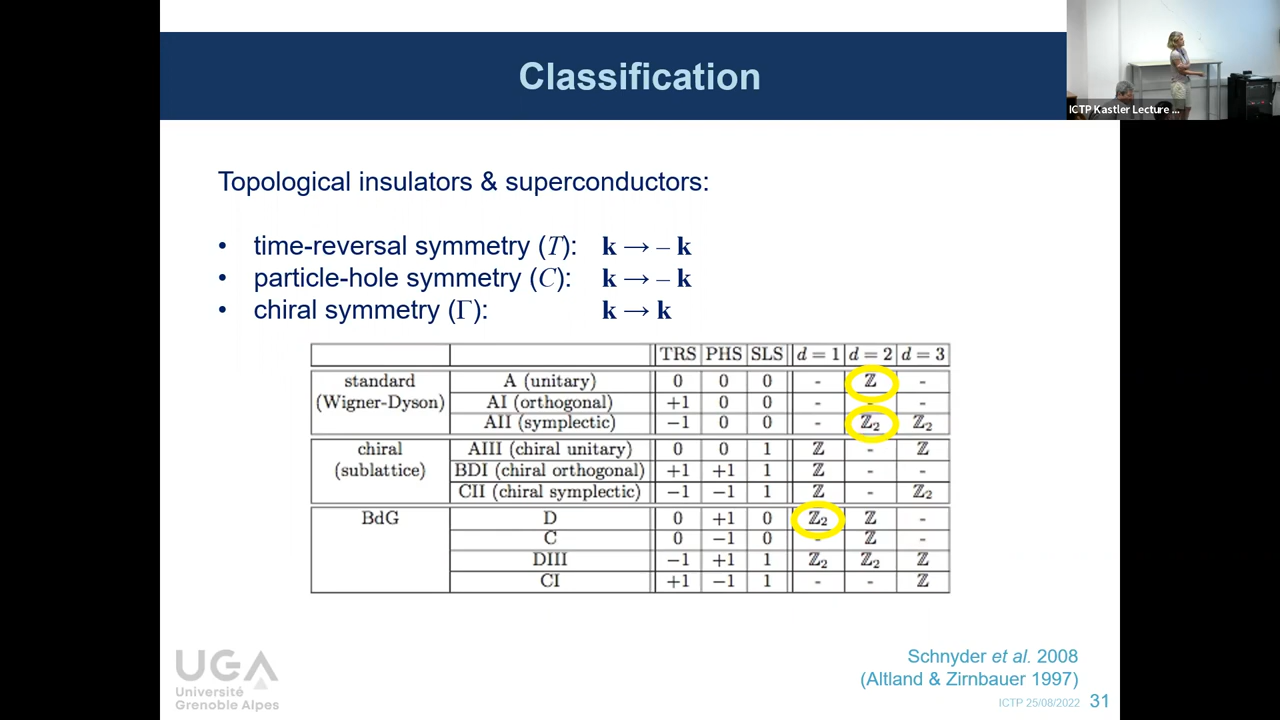 Classification
ICTP Kastler Lecture ...
Topological insulators & superconductors:
• time-reversal symmetry (T): k → – k
• particle-hole symmetry (C): k → – k
• chiral symmetry (Γ): k → k
TRS PHS SLS d = 1 d = 2 d = 3
standard (Wigner-Dyson) A (unitary) 0 0 0 - ℤ -
AI (orthogonal) +1 0 0 - - -
AII (symplectic) −1 0 0 - ℤ₂ ℤ₂
chiral (sublattice) AIII (chiral unitary) 0 0 1 ℤ - ℤ
BDI (chiral orthogonal) +1 +1 1 ℤ - -
CII (chiral symplectic) −1 −1 1 ℤ - ℤ₂
BdG D 0 +1 0 ℤ₂ ℤ -
C 0 −1 0 - ℤ -
DIII −1 +1 1 ℤ₂ ℤ₂ ℤ
CI +1 −1 1 - - ℤ
UGA
Université
Grenoble Alpes
Schnyder et al. 2008
(Altland & Zirnbauer 1997)
ICTP 25/08/2022 31